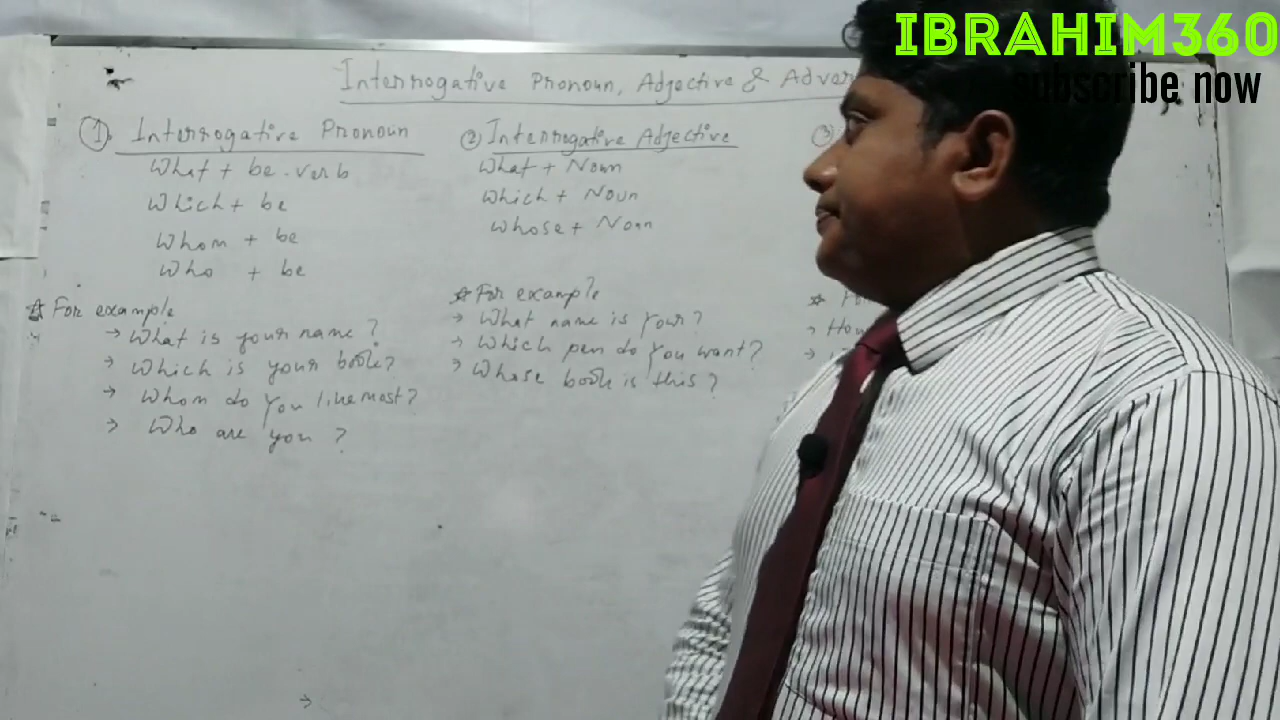 IBRAHIM360
subscribe now
Interrogative Pronoun, Adjective & Adver
1. Interrogative Pronoun
What + be-verb
Which + be
Whom + be
Who + be
☆ For example
→ What is your name?
→ Which is your book?
→ Whom do you like most?
→ Who are you ?
② Interrogative Adjective
What + Noun
Which + Noun
Whose + Noun
☆ For example
→ What name is your?
→ Which pen do you want?
→ Whose book is this?
③